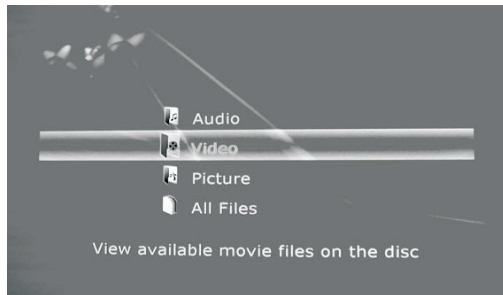 Audio
Video
Picture
All Files
View available movie files on the disc